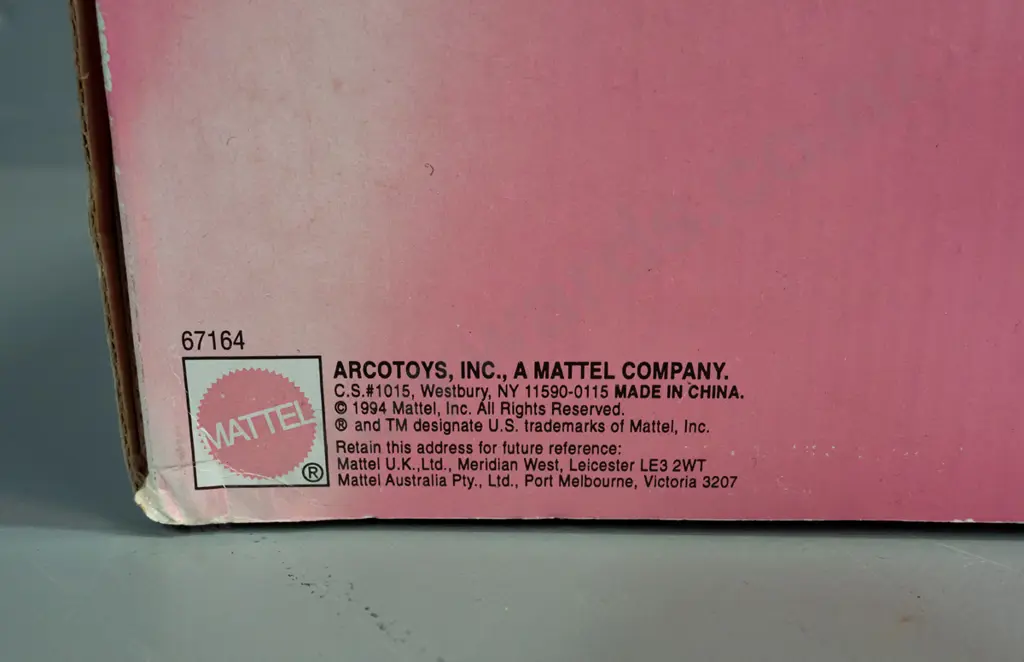 67164
MATTEL
®
ARCOTOYS, INC., A MATTEL COMPANY.
C.S.#1015, Westbury, NY 11590-0115 MADE IN CHINA.
© 1994 Mattel, Inc. All Rights Reserved.
® and TM designate U.S. trademarks of Mattel, Inc.
Retain this address for future reference:
Mattel U.K.,Ltd., Meridian West, Leicester LE3 2WT
Mattel Australia Pty., Ltd., Port Melbourne, Victoria 3207